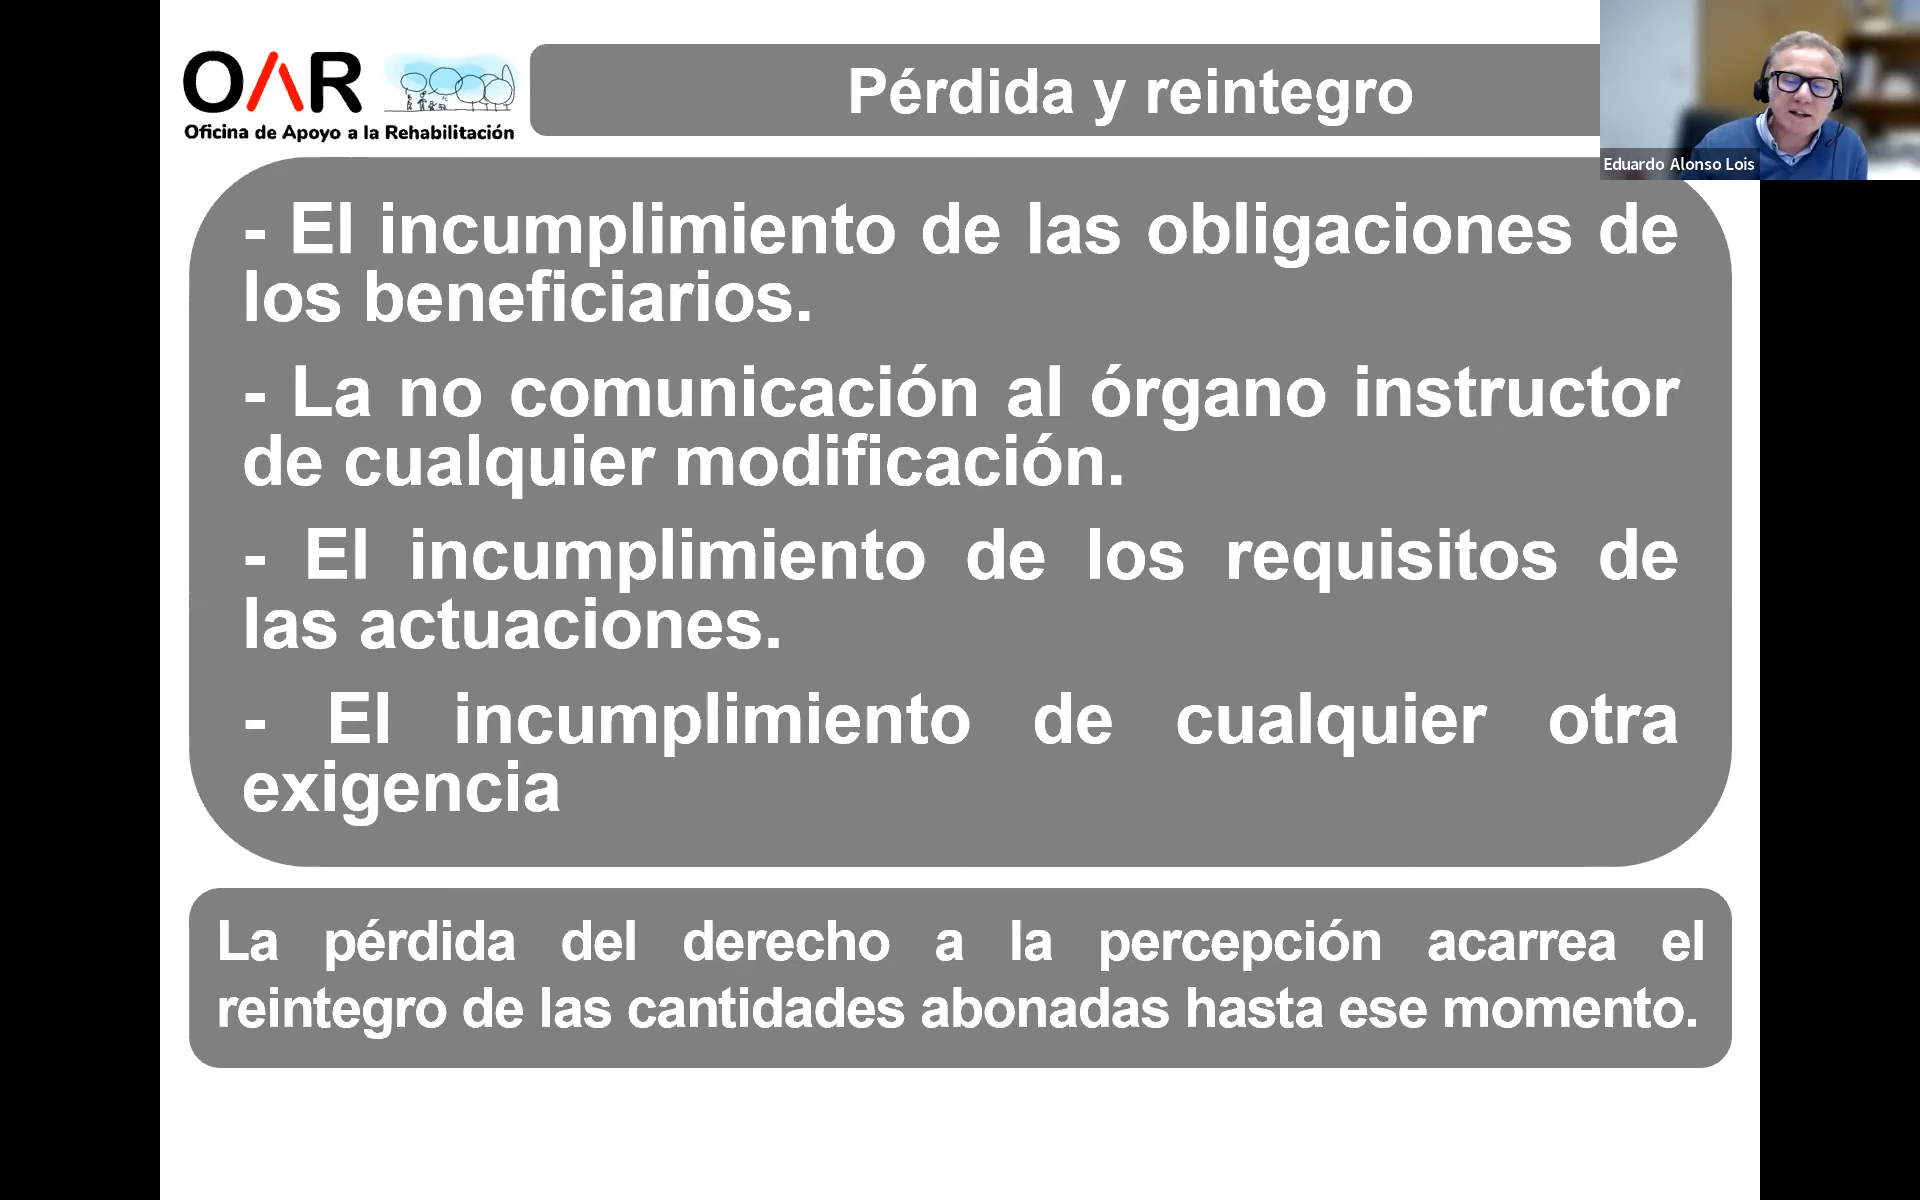 OAR
Oficina de Apoyo a la Rehabilitación
Pérdida y reintegro
Eduardo Alonso Lois
- El incumplimiento de las obligaciones de
los beneficiarios.
- La no comunicación al órgano instructor
de cualquier modificación.
- El incumplimiento de los requisitos de
las actuaciones.
- El incumplimiento de cualquier otra
exigencia
La pérdida del derecho a la percepción acarrea el
reintegro de las cantidades abonadas hasta ese momento.